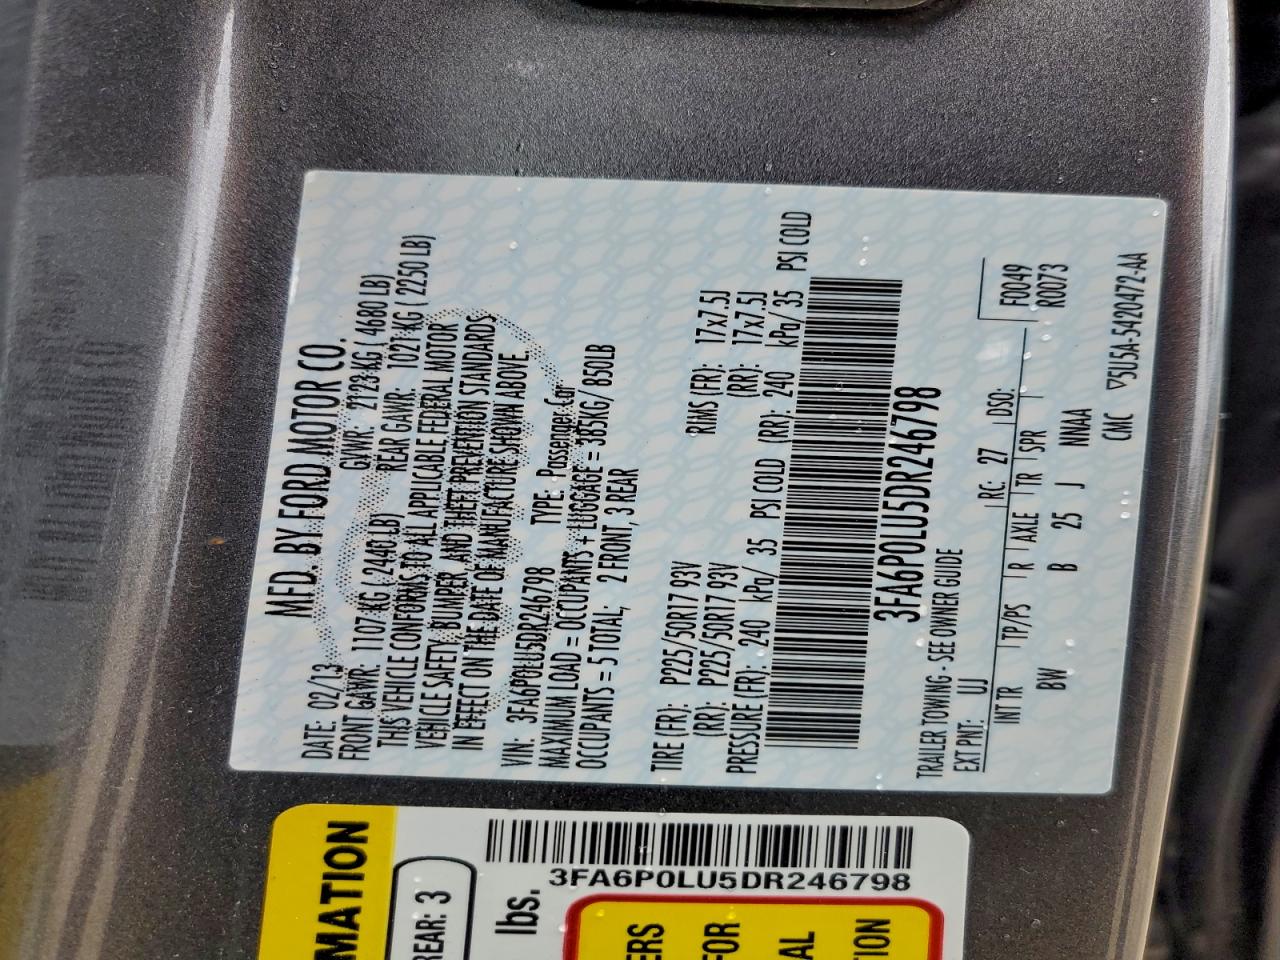 MFD. BY FORD MOTOR CO.
DATE: 02/13 GVWR: 2123 KG ( 4680 LB)
FRONT GAWR: 1107 KG ( 2440 LB) REAR GAWR: 1021 KG ( 2250 LB)
THIS VEHICLE CONFORMS TO ALL APPLICABLE FEDERAL MOTOR
VEHICLE SAFETY, BUMPER, AND THEFT PREVENTION STANDARDS
IN EFFECT ON THE DATE OF MANUFACTURE SHOWN ABOVE.
VIN: 3FA6P0LU5DR246798 TYPE: Passenger Car
MAXIMUM LOAD = OCCUPANTS + LUGGAGE = 385KG/ 850LB
OCCUPANTS = 5 TOTAL; 2 FRONT, 3 REAR
TIRE (FR): P225/50R17 93V RIMS (FR): 17x7.5J
(RR): P225/50R17 93V (RR): 17x7.5J
PRESSURE (FR): 240 kPa/ 35 PSI COLD (RR): 240 kPa/ 35 PSI COLD
3FA6P0LU5DR246798
TRAILER TOWING - SEE OWNER GUIDE
EXT PNT: UJ RC: 27 DSO: F0049
INT TR TP/PS R AXLE TR SPR R0073
BW B 25 J NNAA
CMC ▽5U5A-5420472-AA
MATION
REAR: 3
lbs.
3FA6P0LU5DR246798
ERS
FOR
AL
TION